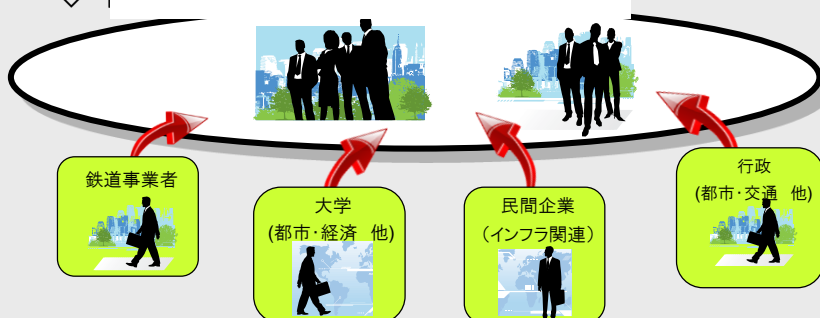 鉄道事業者
大学
(都市・経済　他)
民間企業
（インフラ関連）
行政
(都市・交通　他)